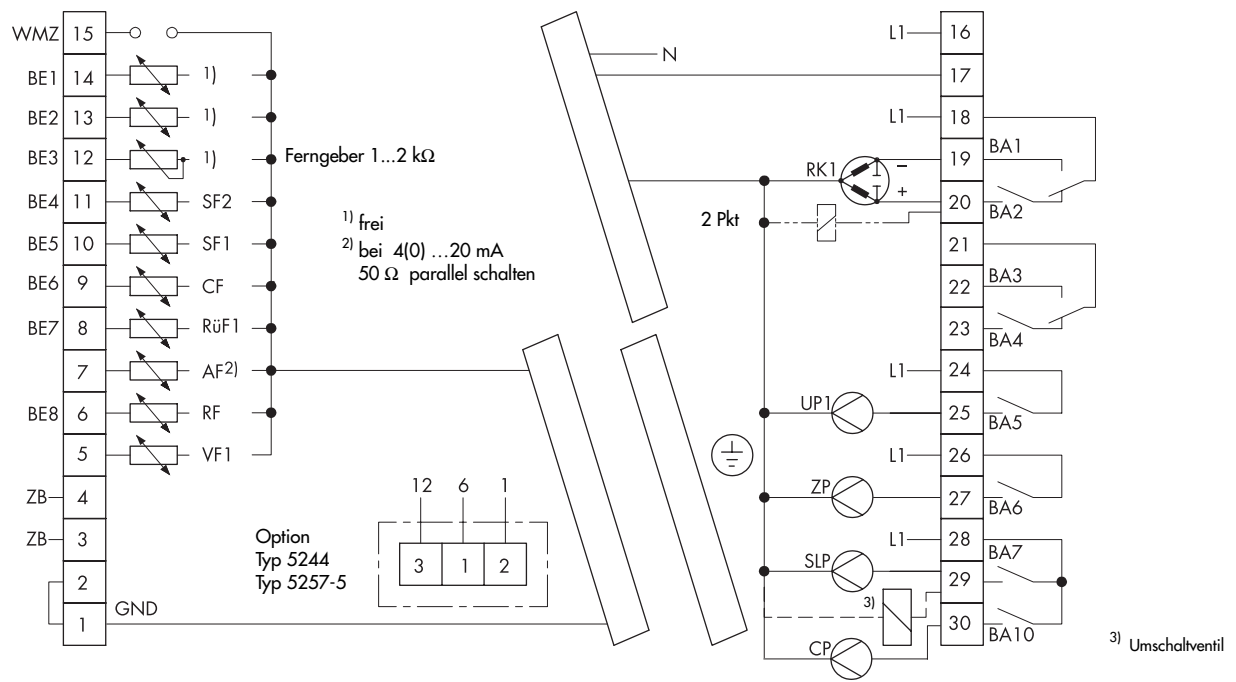 WMZ 15
BE1 14 1)
BE2 13 1)
BE3 12 1) Ferngeber 1...2 kΩ
BE4 11 SF2
BE5 10 SF1
BE6 9 CF
BE7 8 RüF1
7 AF2)
BE8 6 RF
5 VF1
ZB 4
ZB 3
2
1 GND
1) frei
2) bei 4(0) ...20 mA
50 Ω parallel schalten
12 6 1
Option
Typ 5244
Typ 5257-5
3 1 2
N
L1 16
17
L1 18
RK1 - 19 BA1
+ 20 BA2
2 Pkt
21
22 BA3
23 BA4
L1 24
UP1 25 BA5
L1 26
ZP 27 BA6
L1 28 BA7
SLP 29
3)
30 BA10
CP
3) Umschaltventil